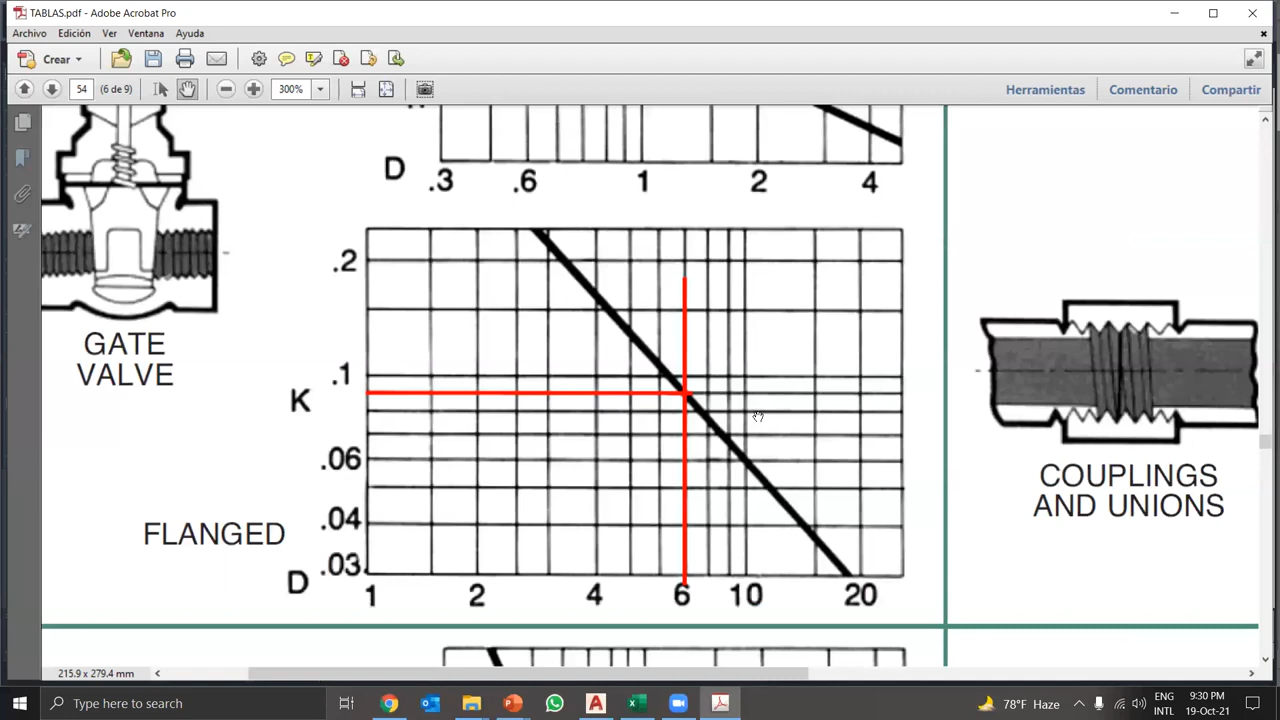 TABLAS.pdf - Adobe Acrobat Pro
Archivo Edición Ver Ventana Ayuda
Crear
54 (6 de 9) 300% Herramientas Comentario Compartir
D .3 .6 1 2 4
.2
.1
K
.06
.04
.03
D 1 2 4 6 10 20
GATE
VALVE
FLANGED
COUPLINGS
AND UNIONS
215.9 x 279.4 mm
Type here to search
78°F Haze
ENG
INTL
9:30 PM
19-Oct-21